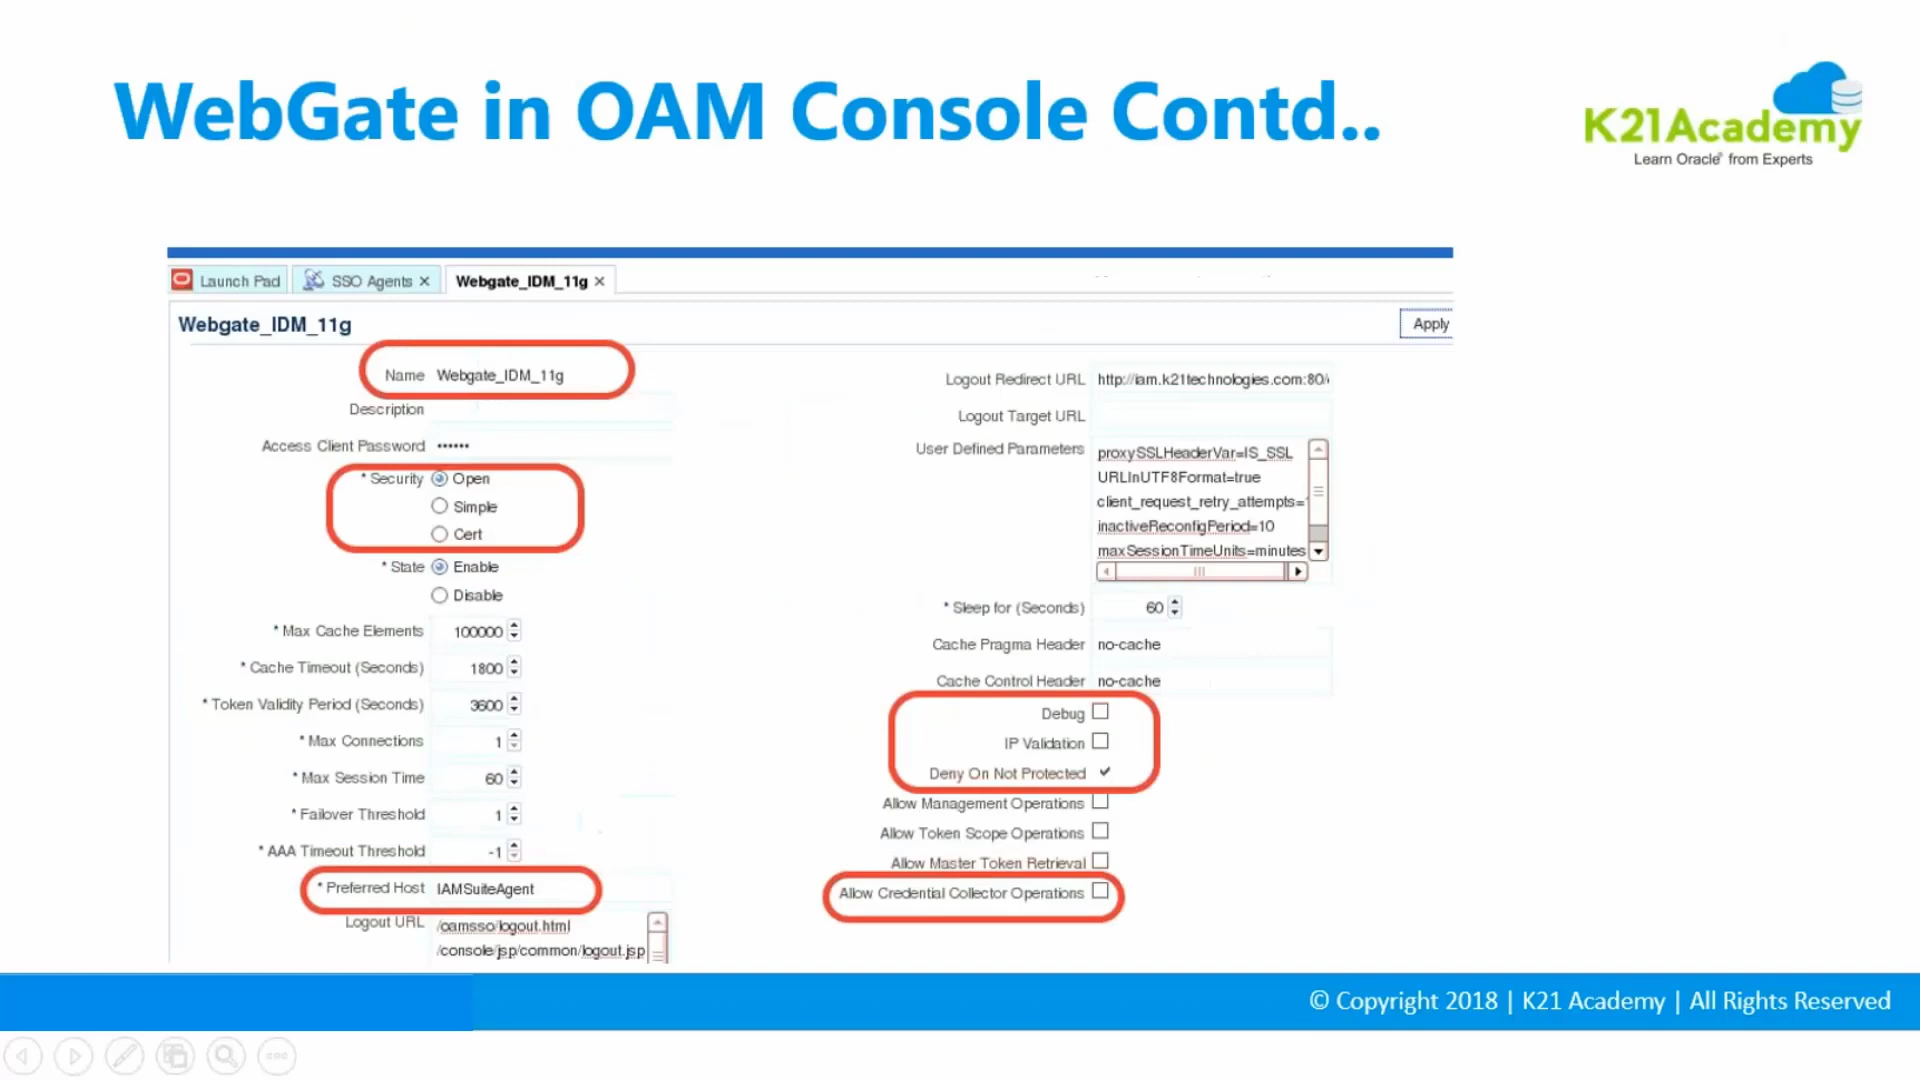 WebGate in OAM Console Contd..
K21Academy
Learn Oracle® from Experts
Launch Pad
SSO Agents ×
Webgate_IDM_11g ×
Webgate_IDM_11g
Apply
Name Webgate_IDM_11g
Description
Access Client Password ••••••
* Security Open
Simple
Cert
* State Enable
Disable
* Max Cache Elements 100000
* Cache Timeout (Seconds) 1800
* Token Validity Period (Seconds) 3600
* Max Connections 1
* Max Session Time 60
* Failover Threshold 1
* AAA Timeout Threshold -1
* Preferred Host IAMSuiteAgent
Logout URL /oamsso/logout.html
/console/jsp/common/logout.jsp
Logout Redirect URL http://iam.k21technologies.com:80/
Logout Target URL
User Defined Parameters proxySSLHeaderVar=IS_SSL
URLInUTF8Format=true
client_request_retry_attempts=
inactiveReconfigPeriod=10
maxSessionTimeUnits=minutes
* Sleep for (Seconds) 60
Cache Pragma Header no-cache
Cache Control Header no-cache
Debug
IP Validation
Deny On Not Protected
Allow Management Operations
Allow Token Scope Operations
Allow Master Token Retrieval
Allow Credential Collector Operations
© Copyright 2018 | K21 Academy | All Rights Reserved